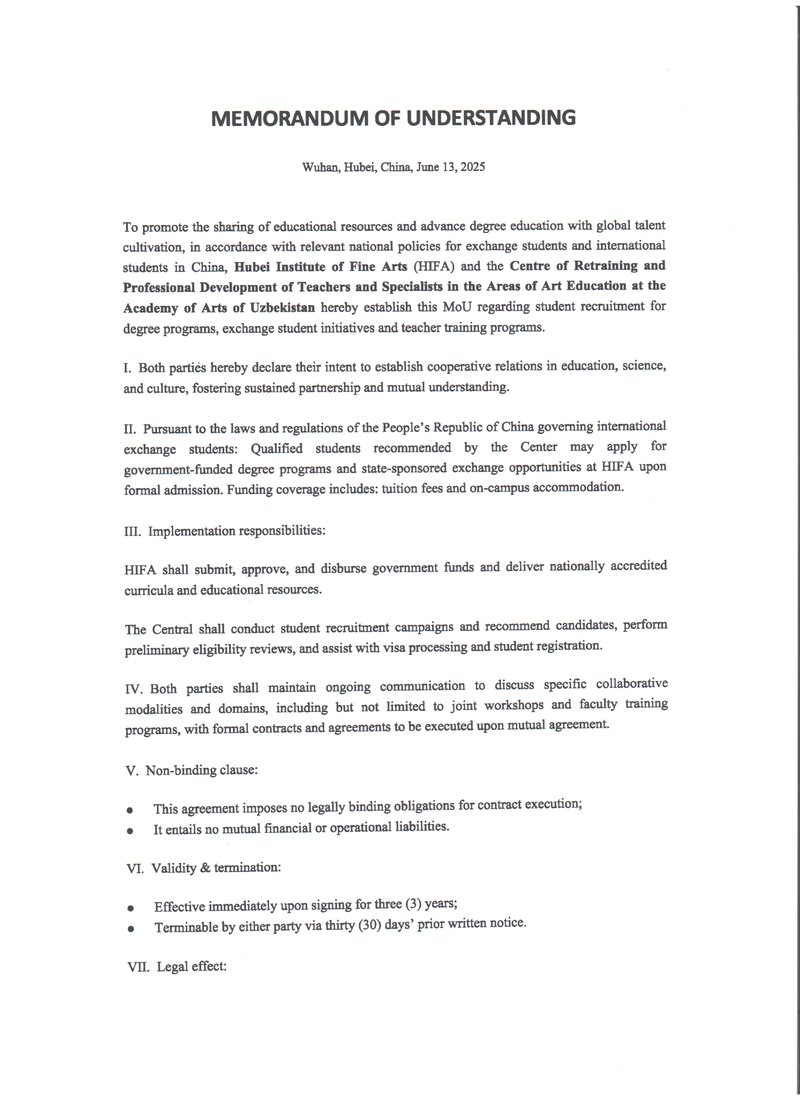 MEMORANDUM OF UNDERSTANDING
Wuhan, Hubei, China, June 13, 2025
To promote the sharing of educational resources and advance degree education with global talent
cultivation, in accordance with relevant national policies for exchange students and international
students in China, Hubei Institute of Fine Arts (HIFA) and the Centre of Retraining and
Professional Development of Teachers and Specialists in the Areas of Art Education at the
Academy of Arts of Uzbekistan hereby establish this MoU regarding student recruitment for
degree programs, exchange student initiatives and teacher training programs.
I. Both parties hereby declare their intent to establish cooperative relations in education, science,
and culture, fostering sustained partnership and mutual understanding.
II. Pursuant to the laws and regulations of the People's Republic of China governing international
exchange students: Qualified students recommended by the Center may apply for
government-funded degree programs and state-sponsored exchange opportunities at HIFA upon
formal admission. Funding coverage includes: tuition fees and on-campus accommodation.
III. Implementation responsibilities:
HIFA shall submit, approve, and disburse government funds and deliver nationally accredited
curricula and educational resources.
The Central shall conduct student recruitment campaigns and recommend candidates, perform
preliminary eligibility reviews, and assist with visa processing and student registration.
IV. Both parties shall maintain ongoing communication to discuss specific collaborative
modalities and domains, including but not limited to joint workshops and faculty training
programs, with formal contracts and agreements to be executed upon mutual agreement.
V. Non-binding clause:
● This agreement imposes no legally binding obligations for contract execution;
● It entails no mutual financial or operational liabilities.
VI. Validity & termination:
● Effective immediately upon signing for three (3) years;
● Terminable by either party via thirty (30) days' prior written notice.
VII. Legal effect: